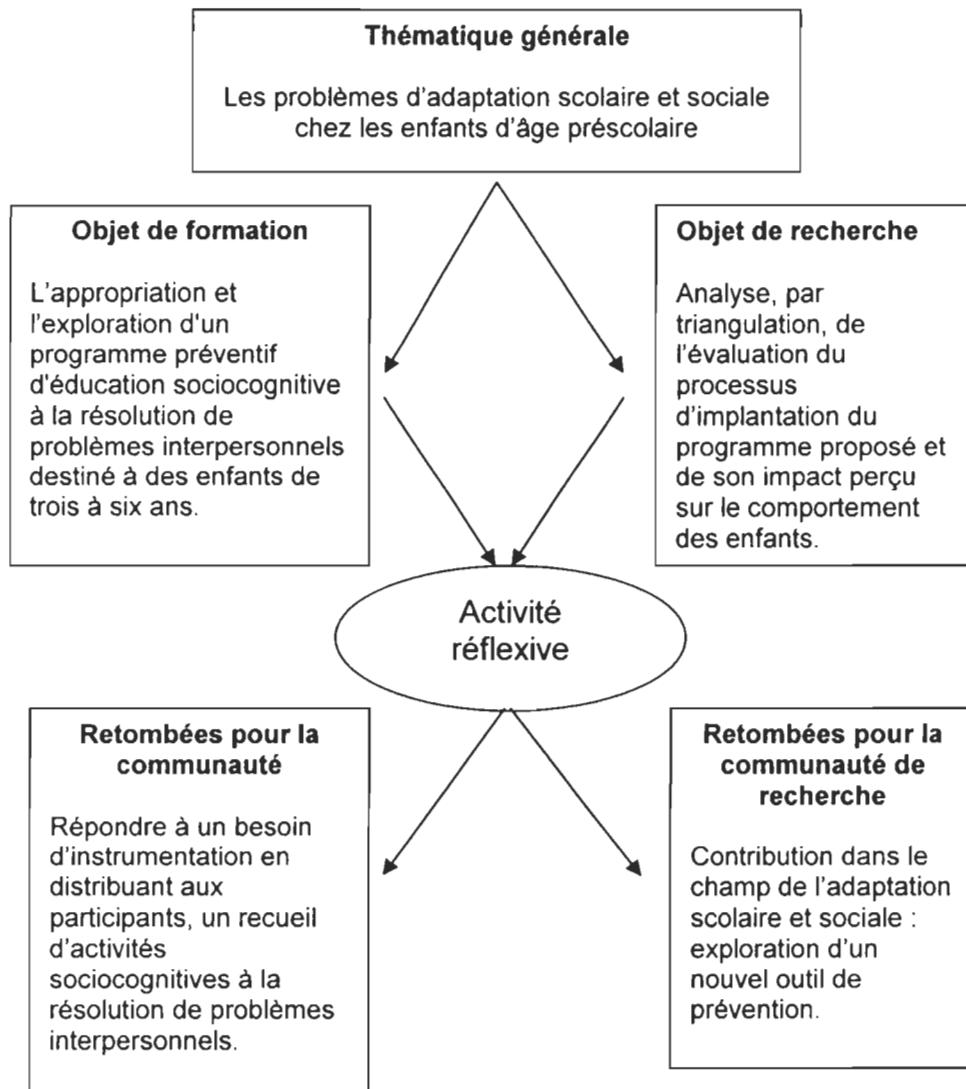 Thématique générale
Les problèmes d'adaptation scolaire et sociale
chez les enfants d'âge préscolaire
Objet de formation
L'appropriation et
l'exploration d'un
programme préventif
d'éducation sociocognitive
à la résolution de
problèmes interpersonnels
destiné à des enfants de
trois à six ans.
Objet de recherche
Analyse, par
triangulation, de
l'évaluation du
processus
d'implantation du
programme proposé et
de son impact perçu
sur le comportement
des enfants.
Activité
réflexive
Retombées pour la
communauté
Répondre à un besoin
d'instrumentation en
distribuant aux
participants, un recueil
d'activités
sociocognitives à la
résolution de problèmes
interpersonnels.
Retombées pour la
communauté de
recherche
Contribution dans le
champ de l'adaptation
scolaire et sociale :
exploration d'un
nouvel outil de
prévention.